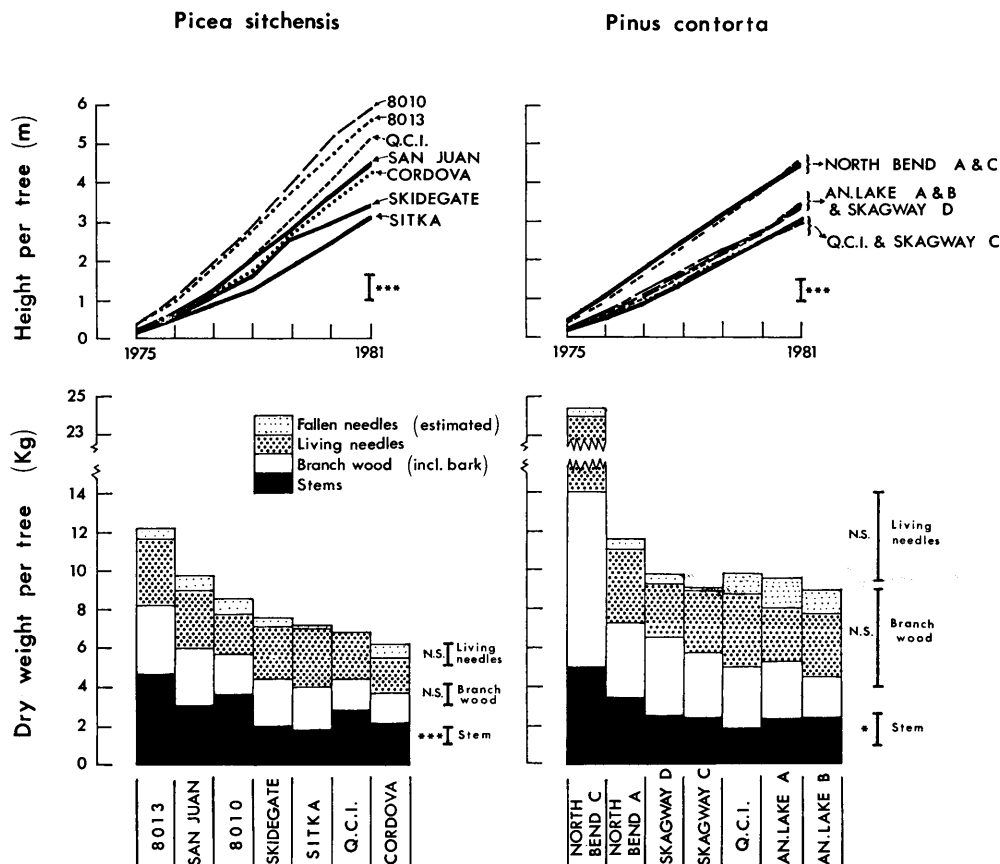 Picea sitchensis
Pinus contorta
Height per tree (m)
6
5
4
3
2
1
0
1975
1981
8010
8013
Q.C.I.
SAN JUAN
CORDOVA
SKIDEGATE
SITKA
***
1975
1981
NORTH BEND A & C
AN.LAKE A & B
& SKAGWAY D
Q.C.I. & SKAGWAY C
***
Dry weight per tree (Kg)
25
23
14
12
10
8
6
4
2
0
Fallen needles (estimated)
Living needles
Branch wood (incl. bark)
Stems
N.S. Living
needles
N.S. Branch
wood
*** Stem
N.S. Living
needles
N.S. Branch
wood
* Stem
8013
SAN JUAN
8010
SKIDEGATE
SITKA
Q.C.I.
CORDOVA
NORTH
BEND C
NORTH
BEND A
SKAGWAY D
SKAGWAY C
Q.C.I.
AN.LAKE A
AN.LAKE B